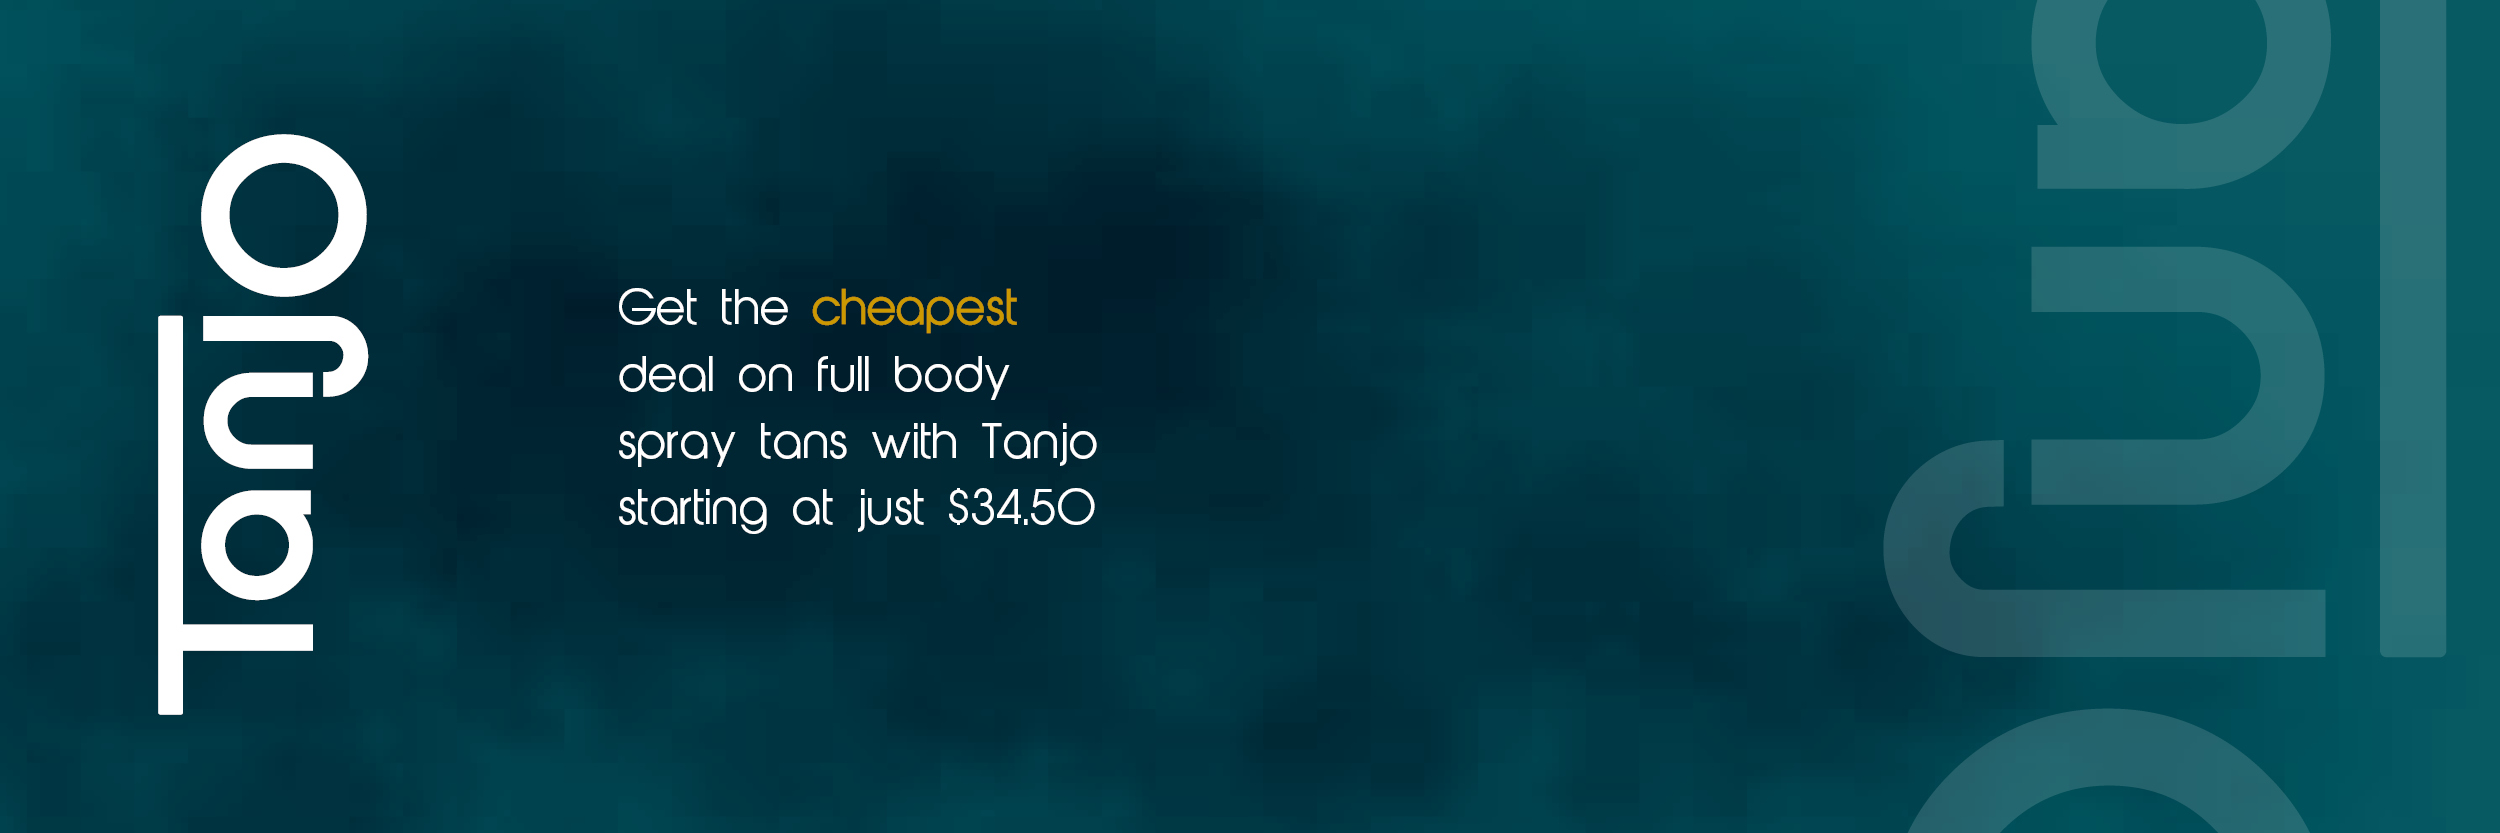 Tanjo
Get the cheapest
deal on full body
spray tans with Tanjo
starting at just $34.50
Tanjo